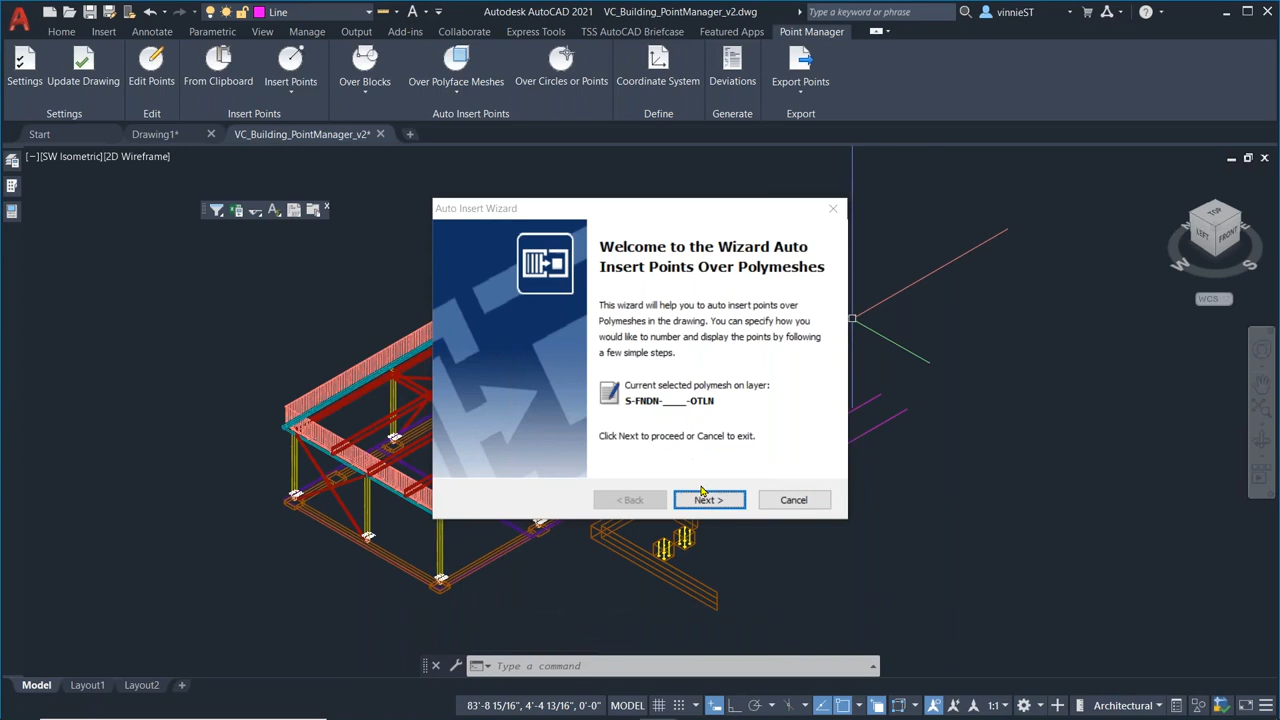 Line
Autodesk AutoCAD 2021 VC_Building_PointManager_v2.dwg
Type a keyword or phrase
vinnieST
Home Insert Annotate Parametric View Manage Output Add-ins Collaborate Express Tools TSS AutoCAD Briefcase Featured Apps Point Manager
Settings Update Drawing Edit Points From Clipboard Insert Points Over Blocks Over Polyface Meshes Over Circles or Points Coordinate System Deviations Export Points
Settings Edit Insert Points Auto Insert Points Define Generate Export
Start Drawing1* VC_Building_PointManager_v2*
[−][SW Isometric][2D Wireframe]
Auto Insert Wizard
Welcome to the Wizard Auto
Insert Points Over Polymeshes
This wizard will help you to auto insert points over
Polymeshes in the drawing. You can specify how you
would like to number and display the points by following
a few simple steps.
Current selected polymesh on layer:
S-FNDN-_____-OTLN
Click Next to proceed or Cancel to exit.
< Back Next > Cancel
TOP
LEFT FRONT
W S
WCS
Type a command
Model Layout1 Layout2
83'-8 15/16", 4'-4 13/16", 0'-0" MODEL 1:1 Architectural